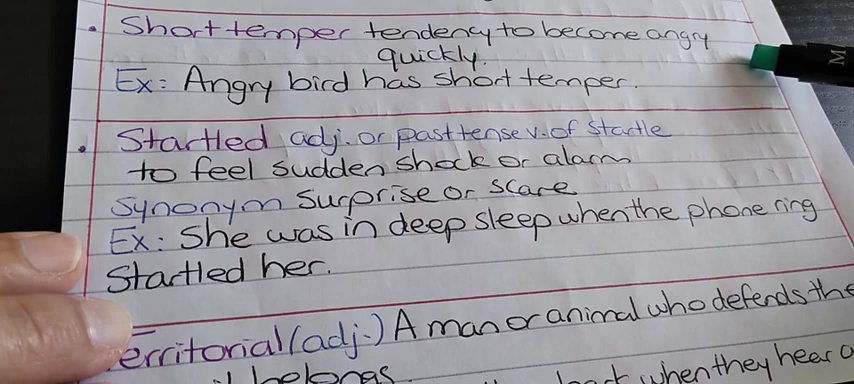 Short temper tendency to become angry
quickly.
Ex: Angry bird has short temper.
Startled adj. or past tense v. of startle
to feel sudden shock or alarm
Synonym surprise or scare
Ex: She was in deep sleep when the phone ring
startled her.
Territorial (adj.) A man or animal who defends the
belongs when they hear a
M